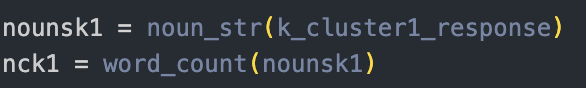 nounsk1 = noun_str(k_cluster1_response)
nck1 = word_count(nounsk1)